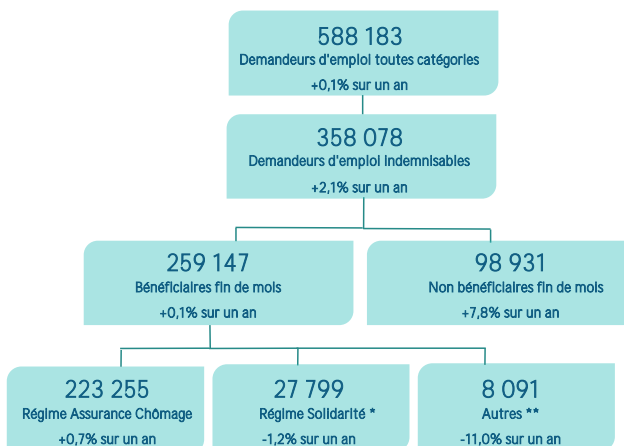 588 183
Demandeurs d'emploi toutes catégories
+0,1% sur un an
358 078
Demandeurs d'emploi indemnisables
+2,1% sur un an
259 147
Bénéficiaires fin de mois
+0,1% sur un an
98 931
Non bénéficiaires fin de mois
+7,8% sur un an
223 255
Régime Assurance Chômage
+0,7% sur un an
27 799
Régime Solidarité *
-1,2% sur un an
8 091
Autres **
-11,0% sur un an